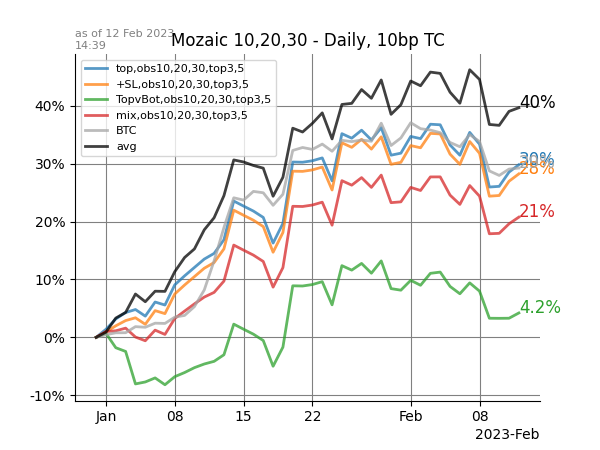 as of 12 Feb 2023
14:39
Mozaic 10,20,30 - Daily, 10bp TC
top,obs10,20,30,top3,5
+SL,obs10,20,30,top3,5
TopvBot,obs10,20,30,top3,5
mix,obs10,20,30,top3,5
BTC
avg
40%
30%
20%
10%
0%
-10%
40%
30%
30%
28%
21%
4.2%
Jan 08 15 22 Feb 08
2023-Feb